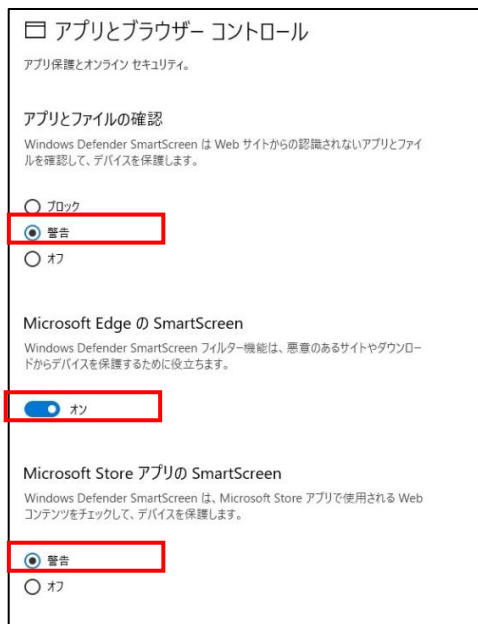 アプリとブラウザー コントロール
アプリ保護とオンライン セキュリティ。
アプリとファイルの確認
Windows Defender SmartScreen は Web サイトからの認識されないアプリとファイ
ルを確認して、デバイスを保護します。
ブロック
警告
オフ
Microsoft Edge の SmartScreen
Windows Defender SmartScreen フィルター機能は、悪意のあるサイトやダウンロー
ドからデバイスを保護するために役立ちます。
オン
Microsoft Store アプリの SmartScreen
Windows Defender SmartScreen は、Microsoft Store アプリで使用される Web
コンテンツをチェックして、デバイスを保護します。
警告
オフ